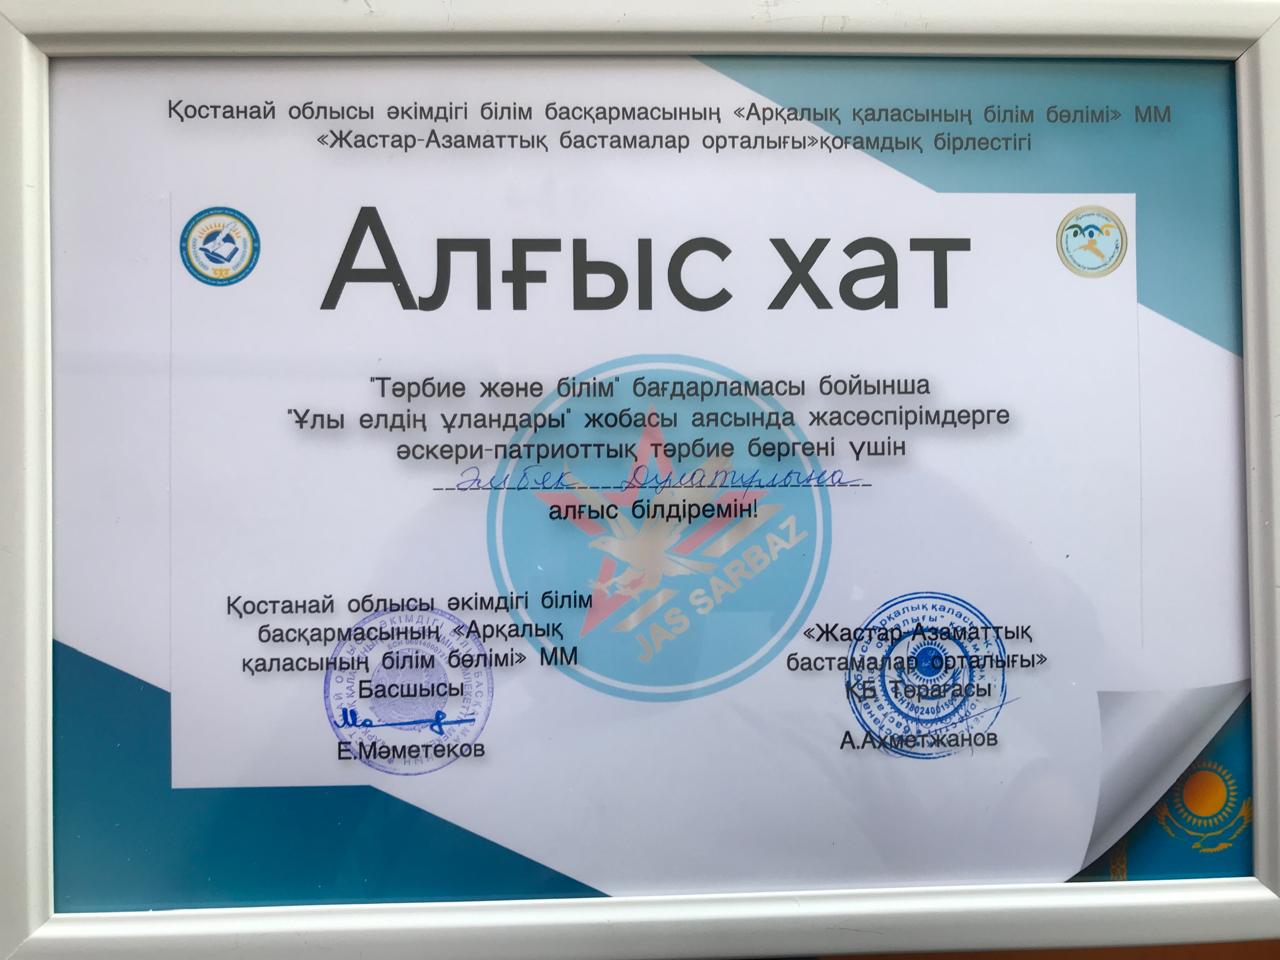 Қостанай облысы әкімдігі білім басқармасының «Арқалық қаласының білім бөлімі» ММ
«Жастар-Азаматтық бастамалар орталығы»қоғамдық бірлестігі
Алғыс хат
"Тәрбие және білім" бағдарламасы бойынша
"Ұлы елдің ұландары" жобасы аясында жасөспірімдерге
әскери-патриоттық тәрбие бергені үшін
Дулатұлына
алғыс білдіремін!
JAS SARBAZ
Қостанай облысы әкімдігі білім
басқармасының «Арқалық
қаласының білім бөлімі» ММ
Басшысы
Е.Мәметеков
«Жастар-Азаматтық
бастамалар орталығы»
ҚБ Төрағасы
А.Ахметжанов